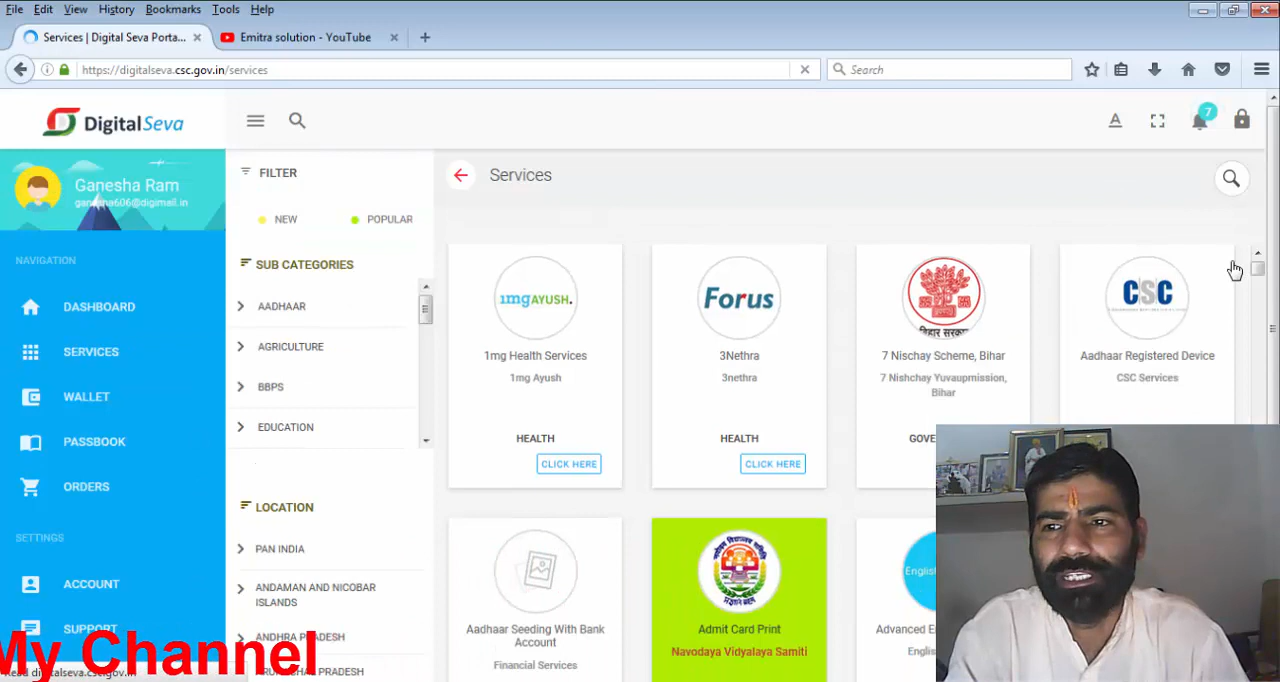 File Edit View History Bookmarks Tools Help
Services | Digital Seva Porta...
Emitra solution - YouTube
https://digitalseva.csc.gov.in/services
Search
DigitalSeva
7
Ganesha Ram
FILTER
Services
NEW
POPULAR
NAVIGATION
SUB CATEGORIES
DASHBOARD
AADHAAR
SERVICES
AGRICULTURE
WALLET
BBPS
PASSBOOK
EDUCATION
ORDERS
LOCATION
SETTINGS
PAN INDIA
ACCOUNT
ANDAMAN AND NICOBAR
ISLANDS
SUPPORT
ANDHRA PRADESH
1mgAYUSH.
1mg Health Services
1mg Ayush
HEALTH
CLICK HERE
Forus
3Nethra
3nethra
HEALTH
CLICK HERE
बिहार सरकार
7 Nischay Scheme, Bihar
7 Nishchay Yuvaupmission,
Bihar
CSC
Aadhaar Registered Device
CSC Services
Aadhaar Seeding With Bank
Account
Financial Services
Admit Card Print
Navodaya Vidyalaya Samiti
English
My Channel